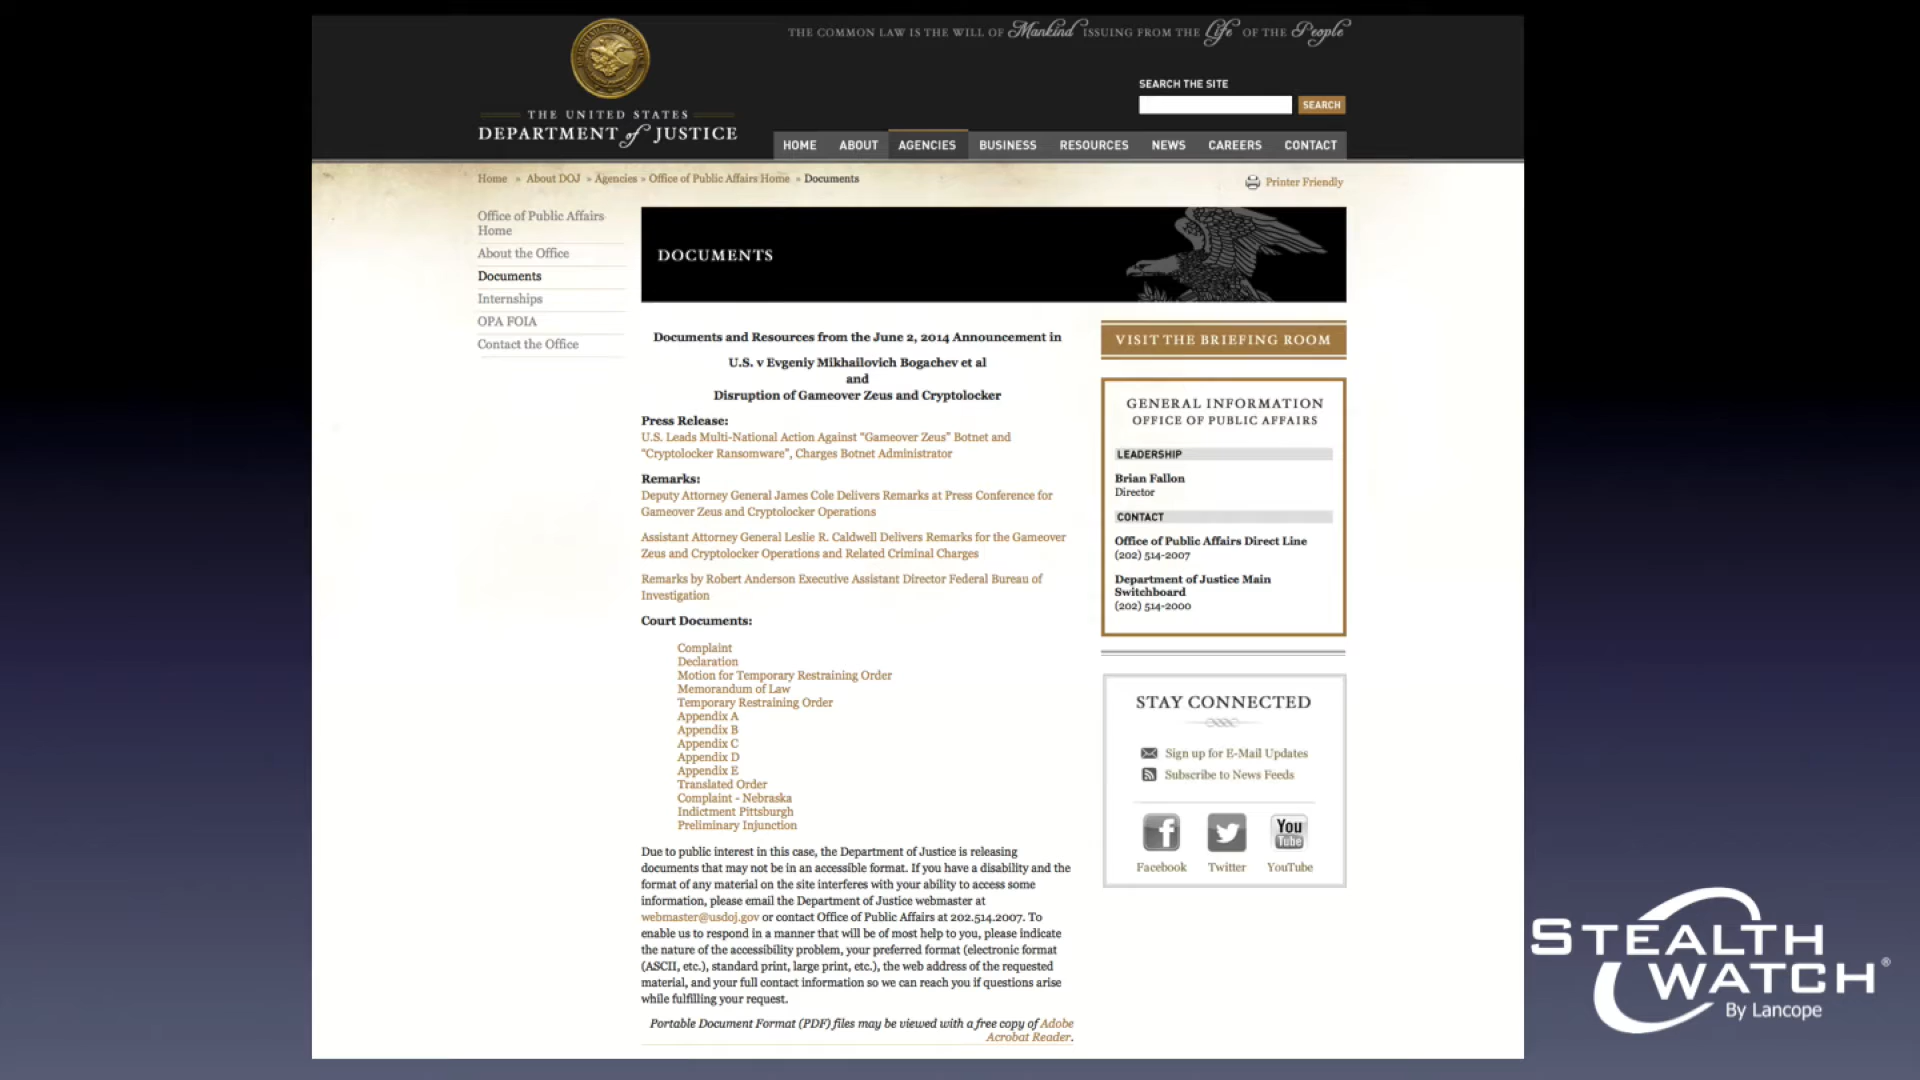 THE COMMON LAW IS THE WILL OF Mankind ISSUING FROM THE Life OF THE People
SEARCH THE SITE
SEARCH
THE UNITED STATES
DEPARTMENT of JUSTICE
HOME ABOUT AGENCIES BUSINESS RESOURCES NEWS CAREERS CONTACT
Home » About DOJ » Agencies » Office of Public Affairs Home » Documents
Printer Friendly
Office of Public Affairs
Home
About the Office
Documents
Internships
OPA FOIA
Contact the Office
DOCUMENTS
Documents and Resources from the June 2, 2014 Announcement in
U.S. v Evgeniy Mikhailovich Bogachev et al
and
Disruption of Gameover Zeus and Cryptolocker
Press Release:
U.S. Leads Multi-National Action Against "Gameover Zeus" Botnet and
"Cryptolocker Ransomware", Charges Botnet Administrator
Remarks:
Deputy Attorney General James Cole Delivers Remarks at Press Conference for
Gameover Zeus and Cryptolocker Operations
Assistant Attorney General Leslie R. Caldwell Delivers Remarks for the Gameover
Zeus and Cryptolocker Operations and Related Criminal Charges
Remarks by Robert Anderson Executive Assistant Director Federal Bureau of
Investigation
Court Documents:
Complaint
Declaration
Motion for Temporary Restraining Order
Memorandum of Law
Temporary Restraining Order
Appendix A
Appendix B
Appendix C
Appendix D
Appendix E
Translated Order
Complaint - Nebraska
Indictment Pittsburgh
Preliminary Injunction
Due to public interest in this case, the Department of Justice is releasing
documents that may not be in an accessible format. If you have a disability and the
format of any material on the site interferes with your ability to access some
information, please email the Department of Justice webmaster at
webmaster@usdoj.gov or contact Office of Public Affairs at 202.514.2007. To
enable us to respond in a manner that will be of most help to you, please indicate
the nature of the accessibility problem, your preferred format (electronic format
(ASCII, etc.), standard print, large print, etc.), the web address of the requested
material, and your full contact information so we can reach you if questions arise
while fulfilling your request.
Portable Document Format (PDF) files may be viewed with a free copy of Adobe
Acrobat Reader.
VISIT THE BRIEFING ROOM
GENERAL INFORMATION
OFFICE OF PUBLIC AFFAIRS
LEADERSHIP
Brian Fallon
Director
CONTACT
Office of Public Affairs Direct Line
(202) 514-2007
Department of Justice Main
Switchboard
(202) 514-2000
STAY CONNECTED
Sign up for E-Mail Updates
Subscribe to News Feeds
You
Tube
Facebook Twitter YouTube
STEALTH
WATCH®
By Lancope